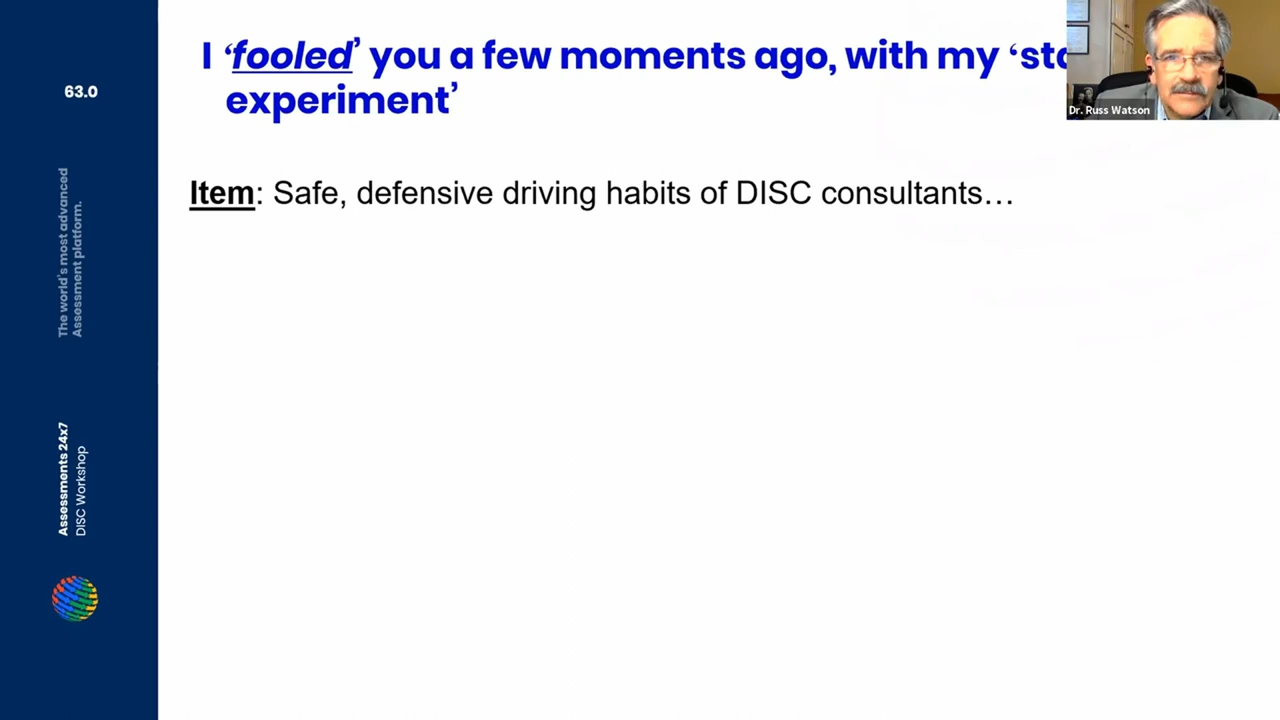 I ‘fooled’ you a few moments ago, with my
experiment’
63.0
Dr. Russ Watson
Item: Safe, defensive driving habits of DISC consultants…
The world's most advanced
Assessment platform.
Assessments 24x7
DISC Workshop